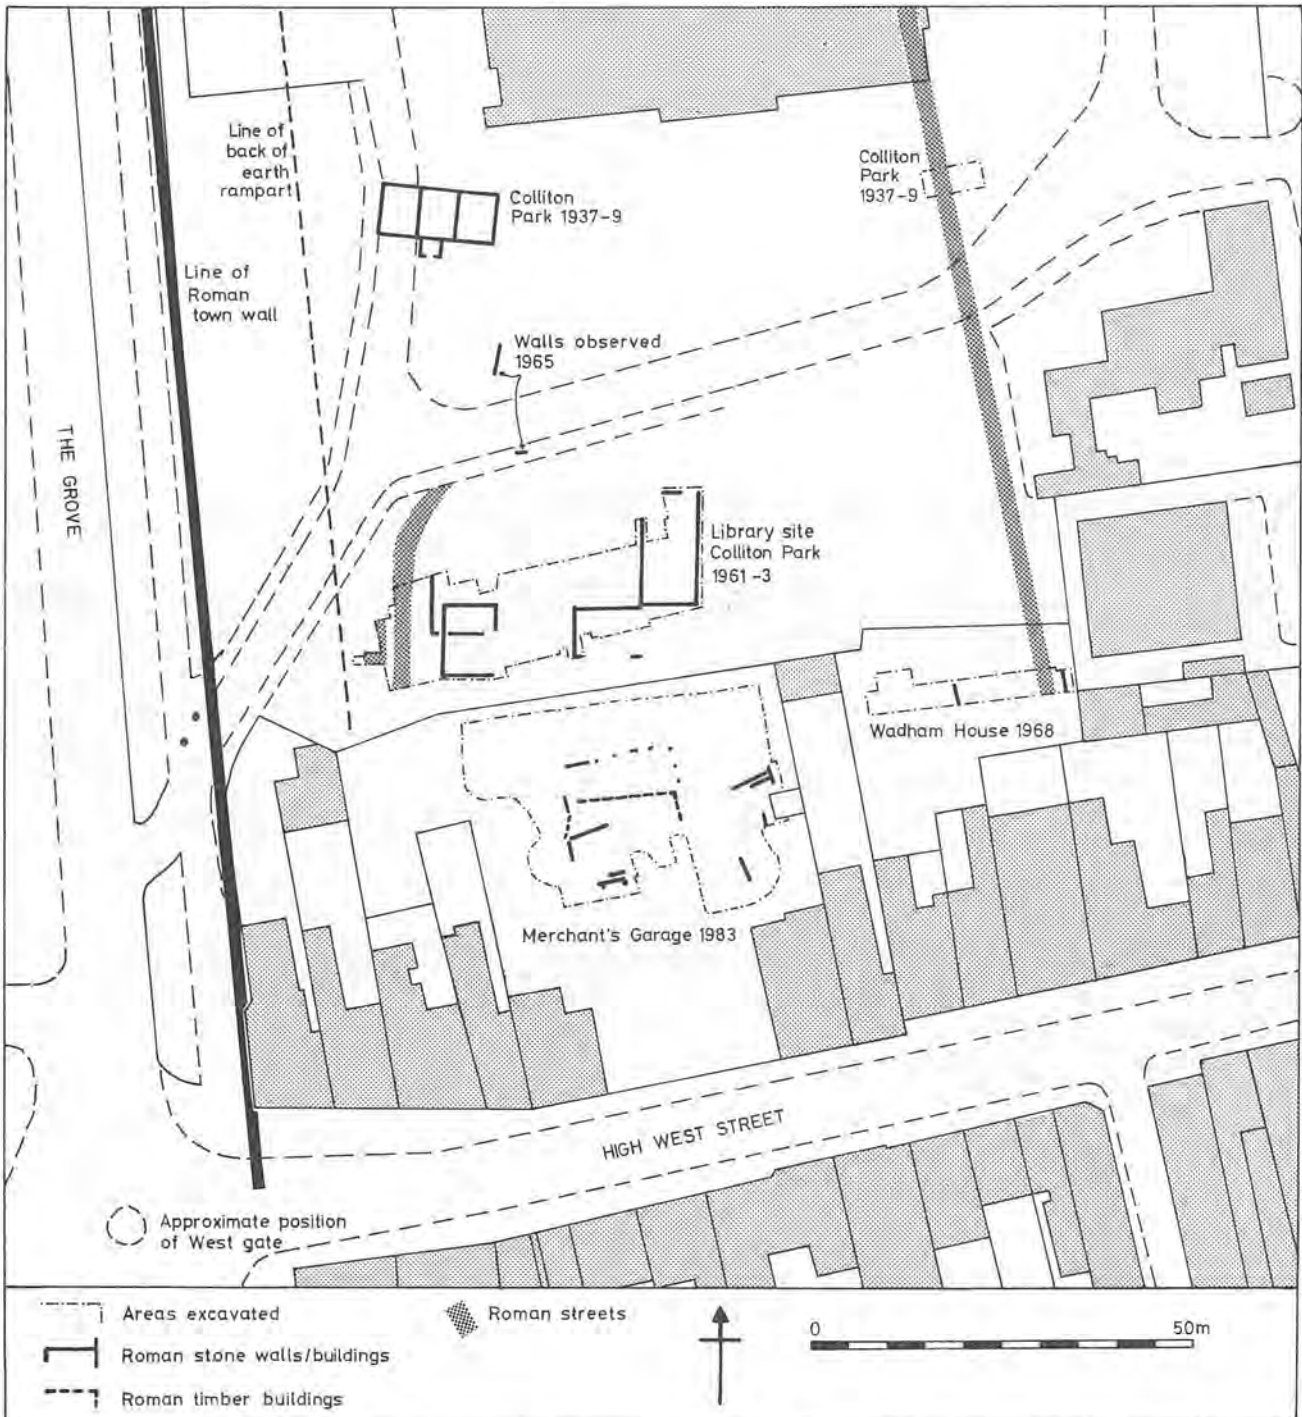 Line of
back of
earth
rampart
Colliton
Park 1937-9
Colliton
Park
1937-9
Line of
Roman
town wall
Walls observed
1965
THE GROVE
Library site
Colliton Park
1961-3
Wadham House 1968
Merchant's Garage 1983
HIGH WEST STREET
Approximate position
of West gate
Areas excavated
Roman stone walls/buildings
Roman timber buildings
Roman streets
0 50m